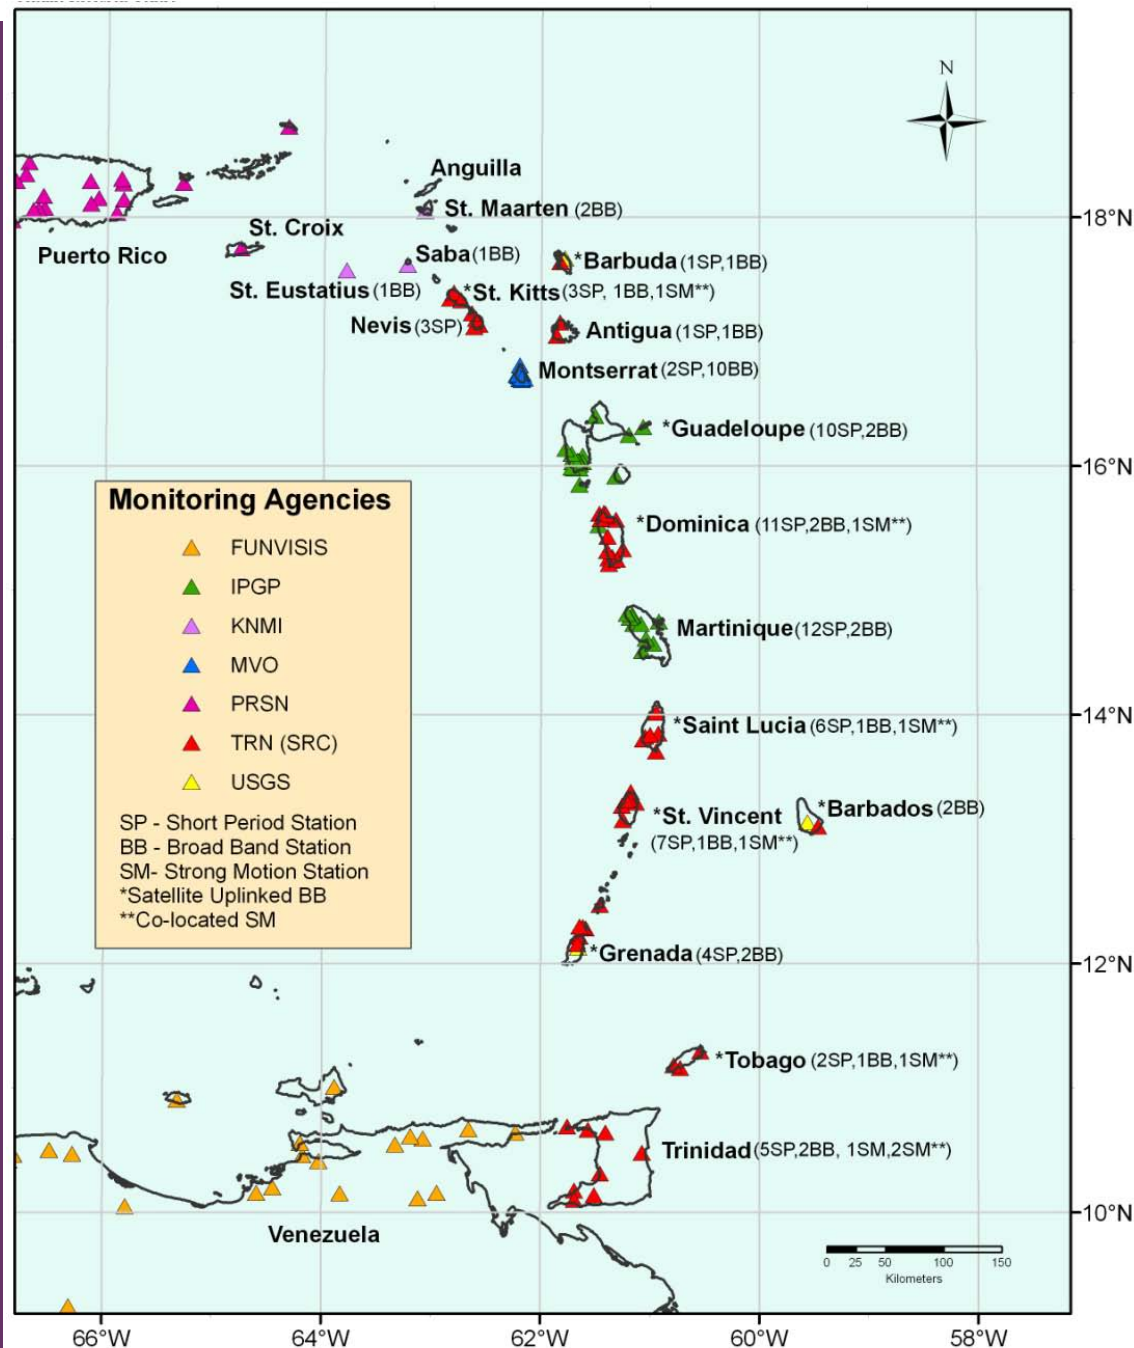 N
Anguilla
St. Maarten (2BB)
18°N
St. Croix
Puerto Rico
Saba (1BB)
*Barbuda (1SP,1BB)
St. Eustatius (1BB)
*St. Kitts (3SP, 1BB,1SM**)
Nevis (3SP)
Antigua (1SP,1BB)
Montserrat (2SP,10BB)
*Guadeloupe (10SP,2BB)
16°N
Monitoring Agencies
FUNVISIS
IPGP
KNMI
MVO
PRSN
TRN (SRC)
USGS
SP - Short Period Station
BB - Broad Band Station
SM- Strong Motion Station
*Satellite Uplinked BB
**Co-located SM
*Dominica (11SP,2BB,1SM**)
Martinique (12SP,2BB)
14°N
*Saint Lucia (6SP,1BB,1SM**)
*St. Vincent
(7SP,1BB,1SM**)
*Barbados (2BB)
*Grenada (4SP,2BB)
12°N
*Tobago (2SP,1BB,1SM**)
Trinidad (5SP,2BB, 1SM,2SM**)
10°N
Venezuela
0 25 50 100 150
Kilometers
66°W 64°W 62°W 60°W 58°W